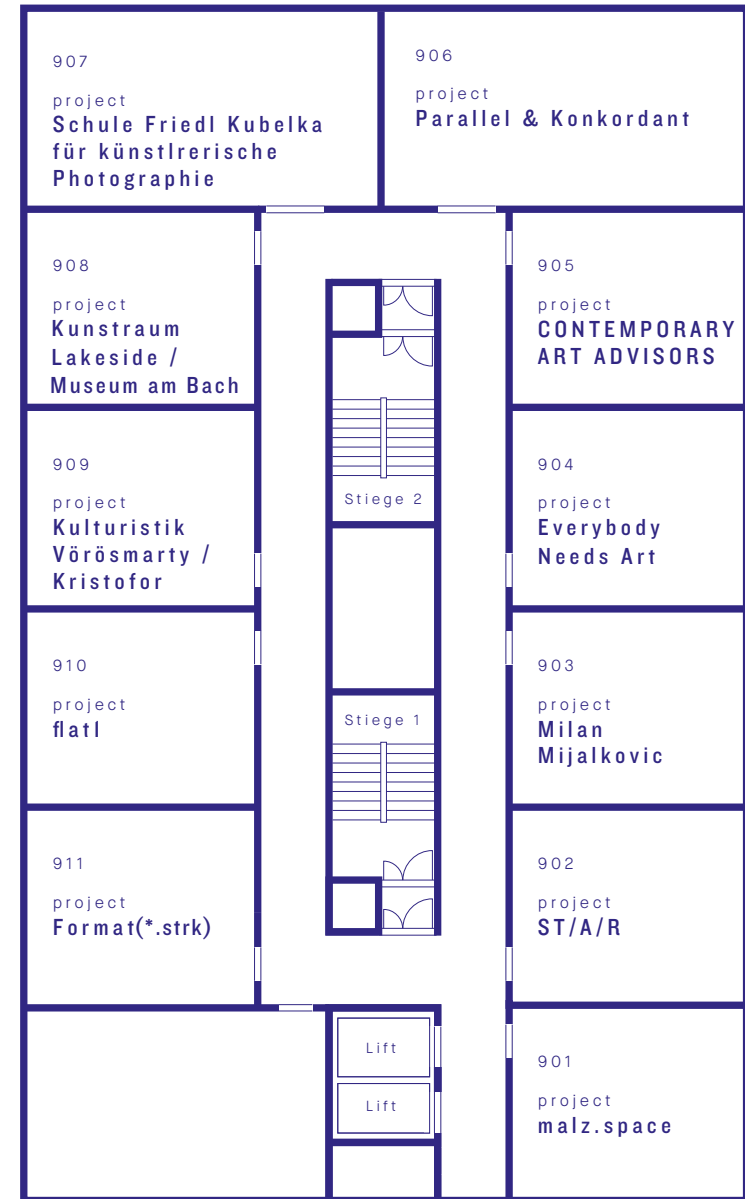 907
project
Schule Friedl Kubelka
für künstlrerische
Photographie
906
project
Parallel & Konkordant
908
project
Kunstraum
Lakeside /
Museum am Bach
905
project
CONTEMPORARY
ART ADVISORS
909
project
Kulturistik
Vörösmarty /
Kristofor
Stiege 2
904
project
Everybody
Needs Art
910
project
flat1
Stiege 1
903
project
Milan
Mijalkovic
911
project
Format(*.strk)
902
project
ST/A/R
Lift
Lift
901
project
malz.space